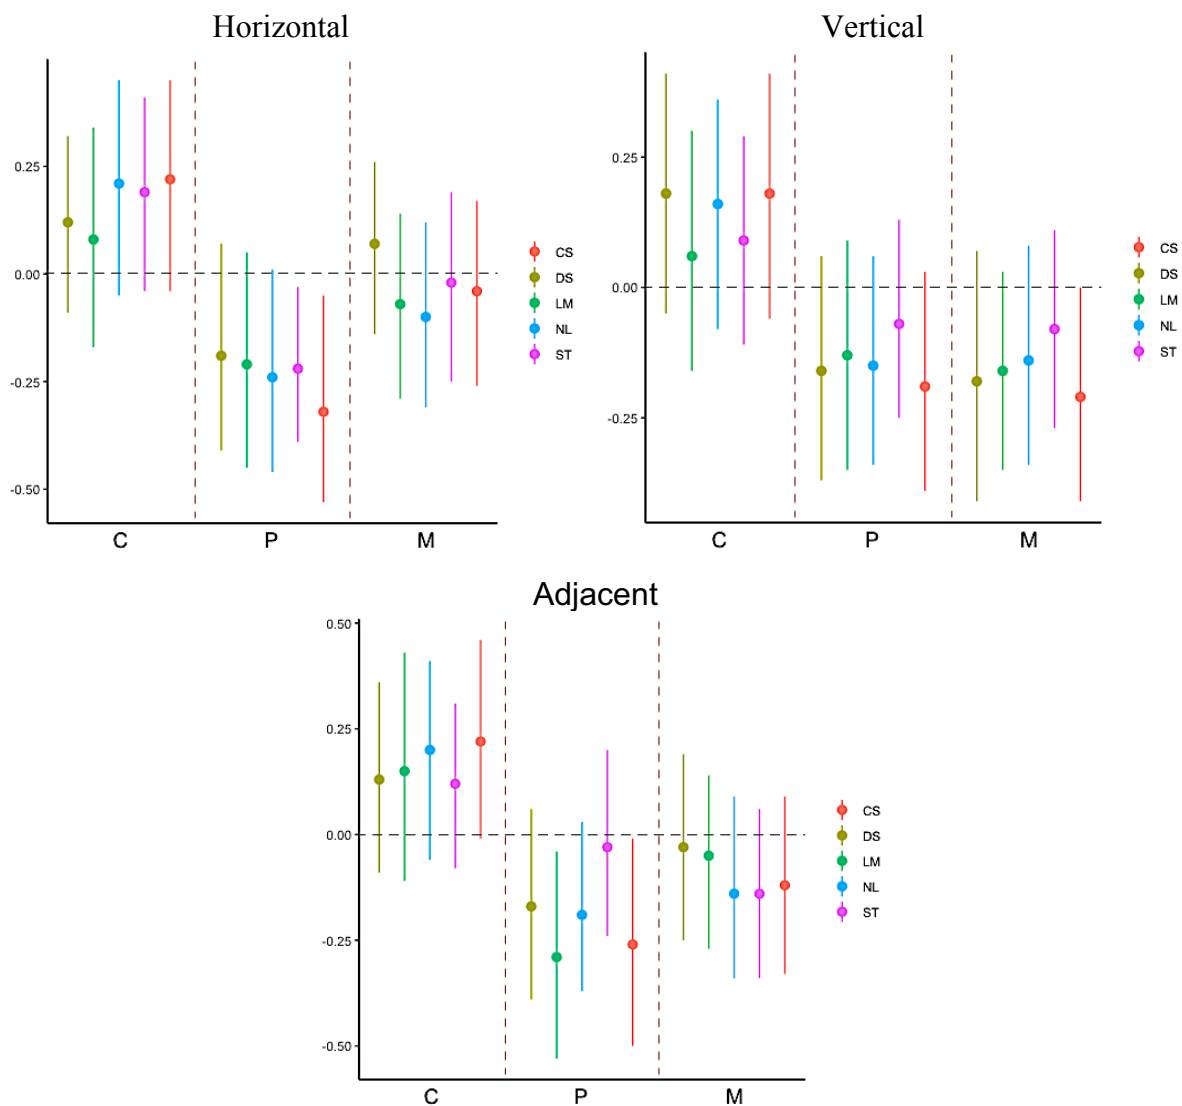 Horizontal
0.25
0.00
-0.25
-0.50
C P M
CS
DS
LM
NL
ST
Vertical
0.25
0.00
-0.25
C P M
CS
DS
LM
NL
ST
Adjacent
0.50
0.25
0.00
-0.25
-0.50
C P M
CS
DS
LM
NL
ST